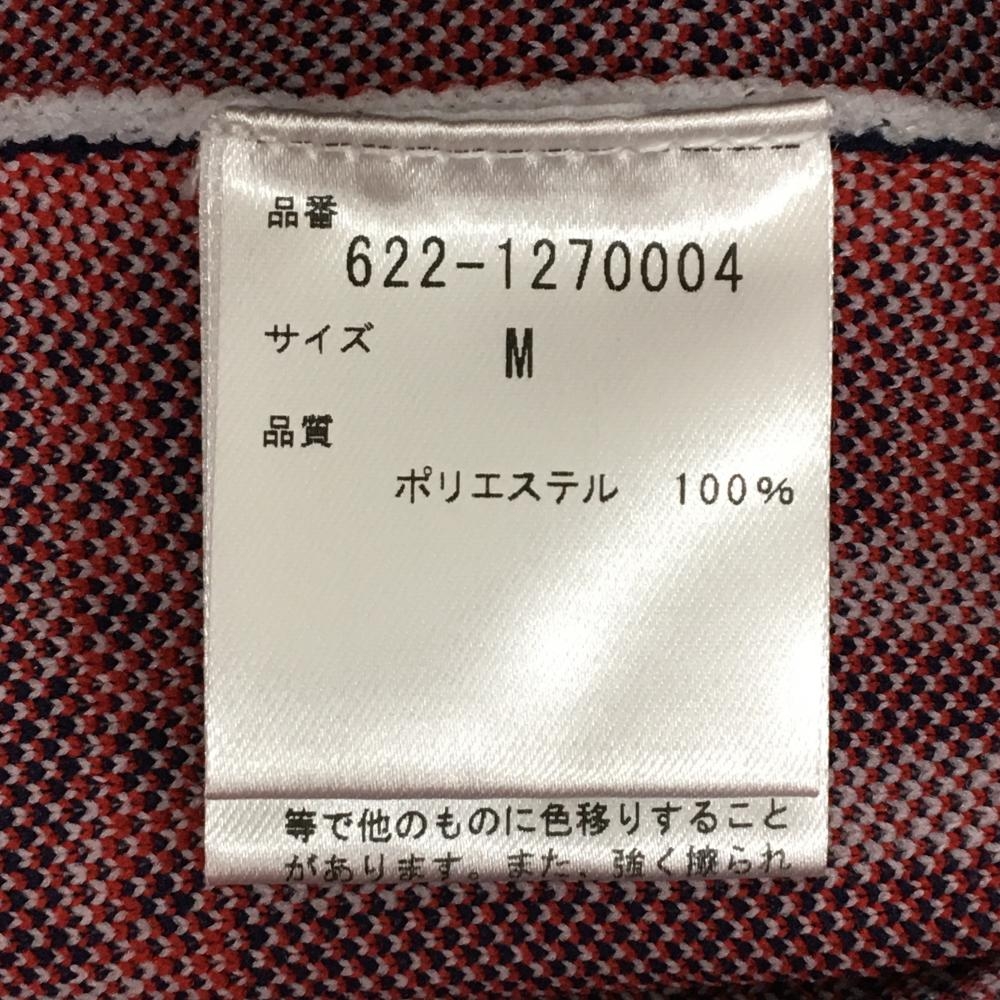 品番
622-1270004
サイズ M
品質
ポリエステル 100%
等で他のものに色移りすること
があります。また、強く擦られ